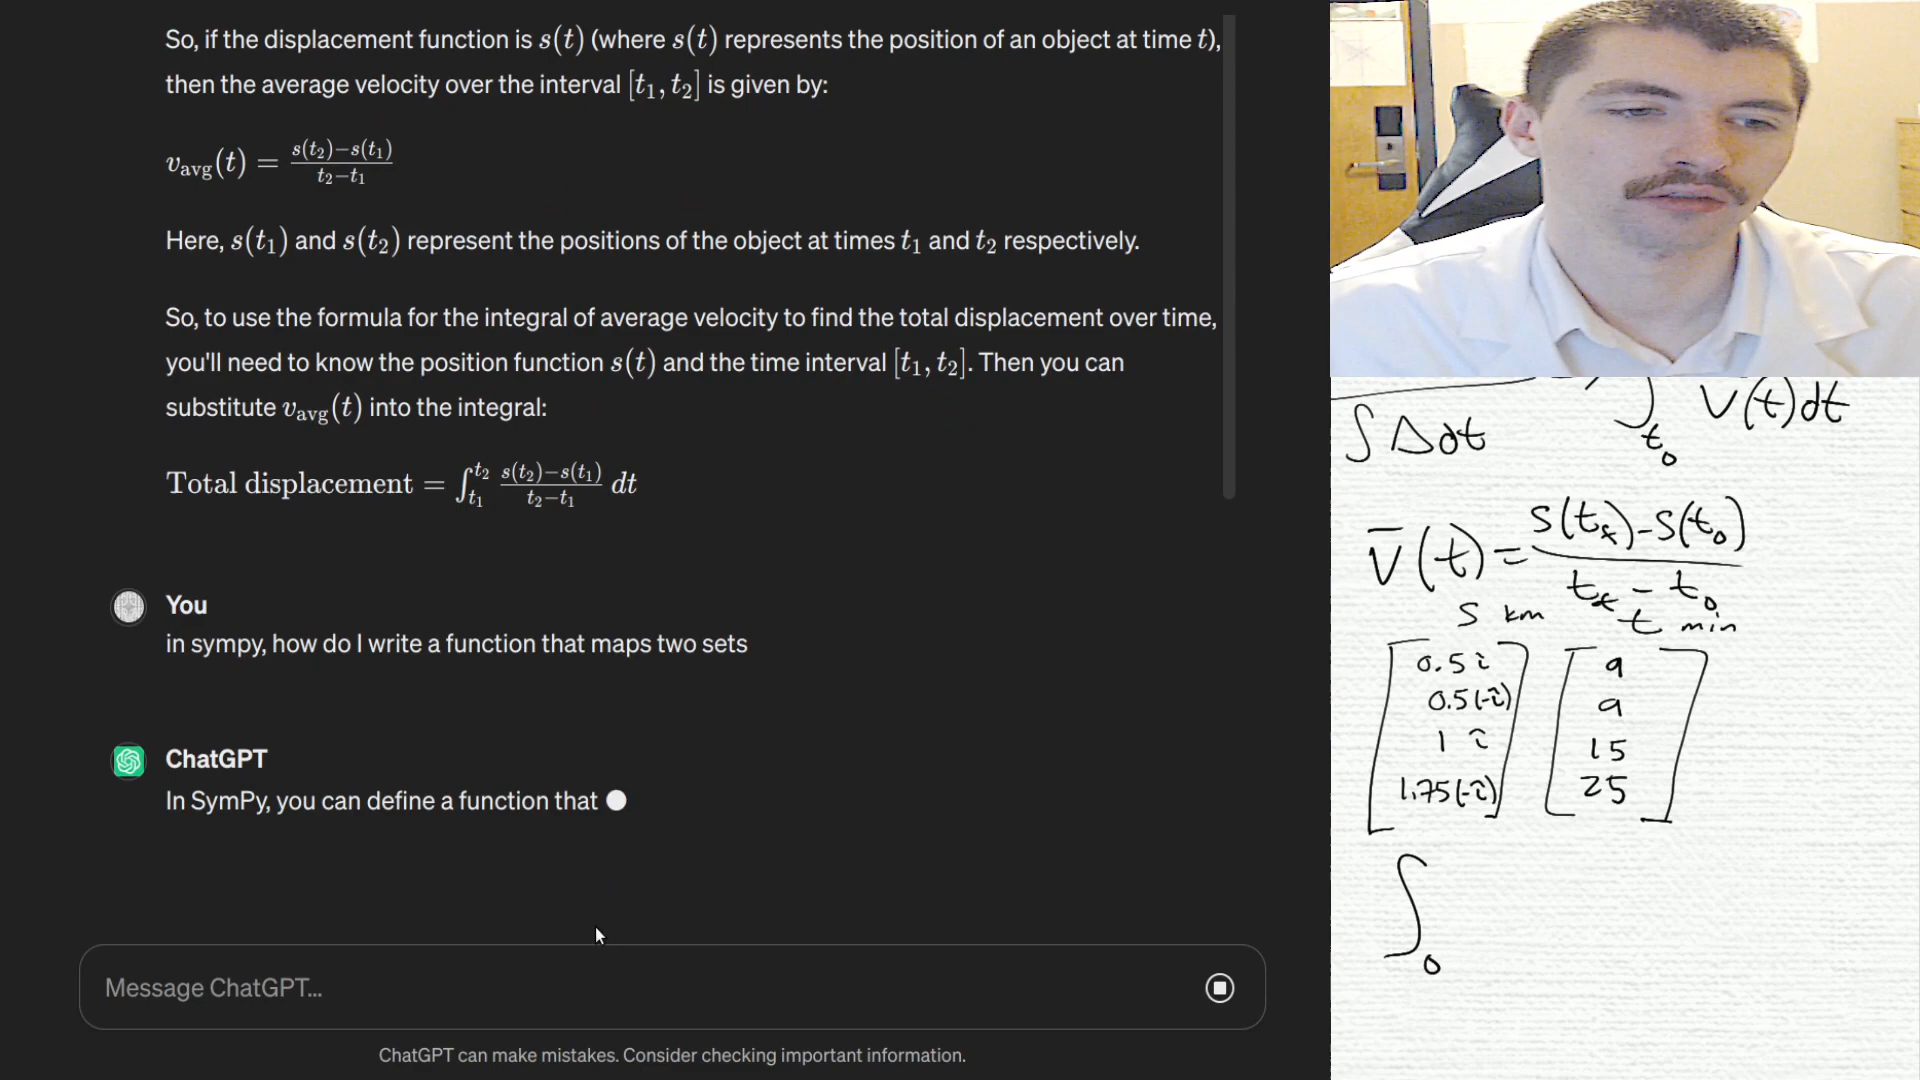 So, if the displacement function is s(t) (where s(t) represents the position of an object at time t),
then the average velocity over the interval [t₁, t₂] is given by:
v_avg(t) = (s(t₂)−s(t₁))/(t₂−t₁)
Here, s(t₁) and s(t₂) represent the positions of the object at times t₁ and t₂ respectively.
So, to use the formula for the integral of average velocity to find the total displacement over time,
you'll need to know the position function s(t) and the time interval [t₁, t₂]. Then you can
substitute v_avg(t) into the integral:
Total displacement = ∫_{t₁}^{t₂} (s(t₂)−s(t₁))/(t₂−t₁) dt
You
in sympy, how do I write a function that maps two sets
ChatGPT
In SymPy, you can define a function that
Message ChatGPT...
ChatGPT can make mistakes. Consider checking important information.
∫ Δdt
∫_{t₀} V(t)dt
v̄(t) = (s(tₓ)-s(t₀))/(tₓ - t₀)
S km t min
0.5 î 9
0.5(-î) 9
1 î 15
1.75(-î) 25
∫₀